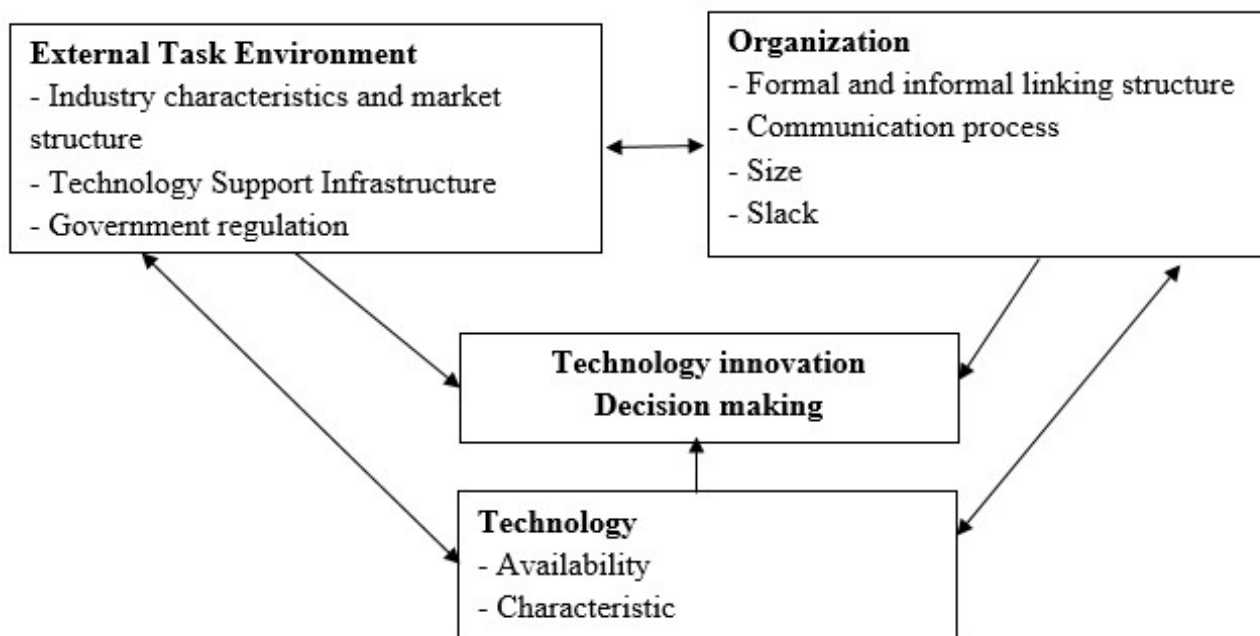 External Task Environment
- Industry characteristics and market
structure
- Technology Support Infrastructure
- Government regulation
Organization
- Formal and informal linking structure
- Communication process
- Size
- Slack
Technology innovation
Decision making
Technology
- Availability
- Characteristic